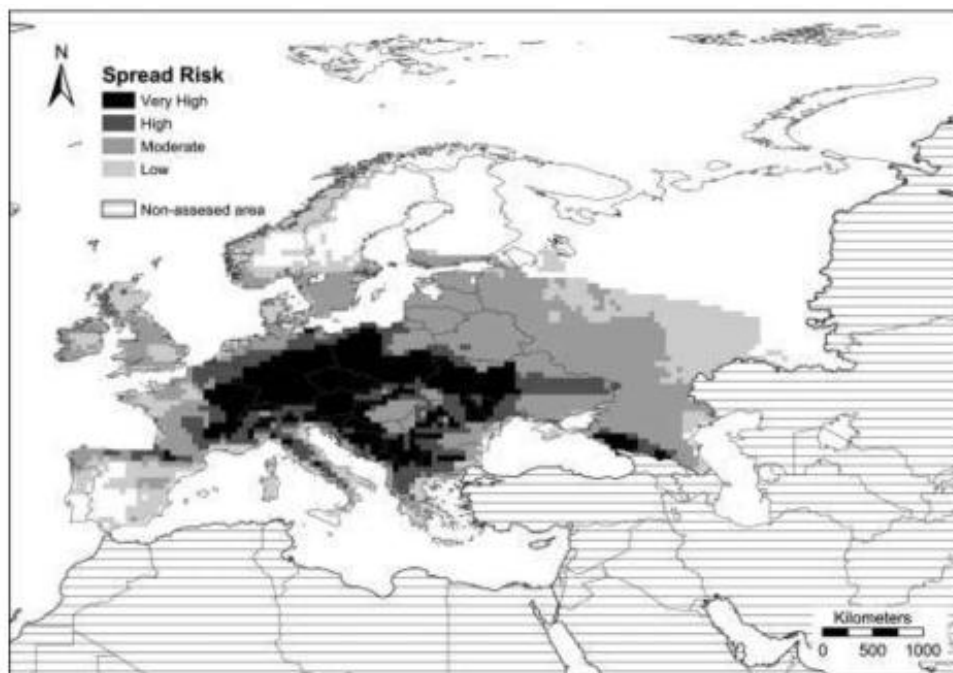 N
Spread Risk
Very High
High
Moderate
Low
Non-assesed area
Kilometers
0 500 1000